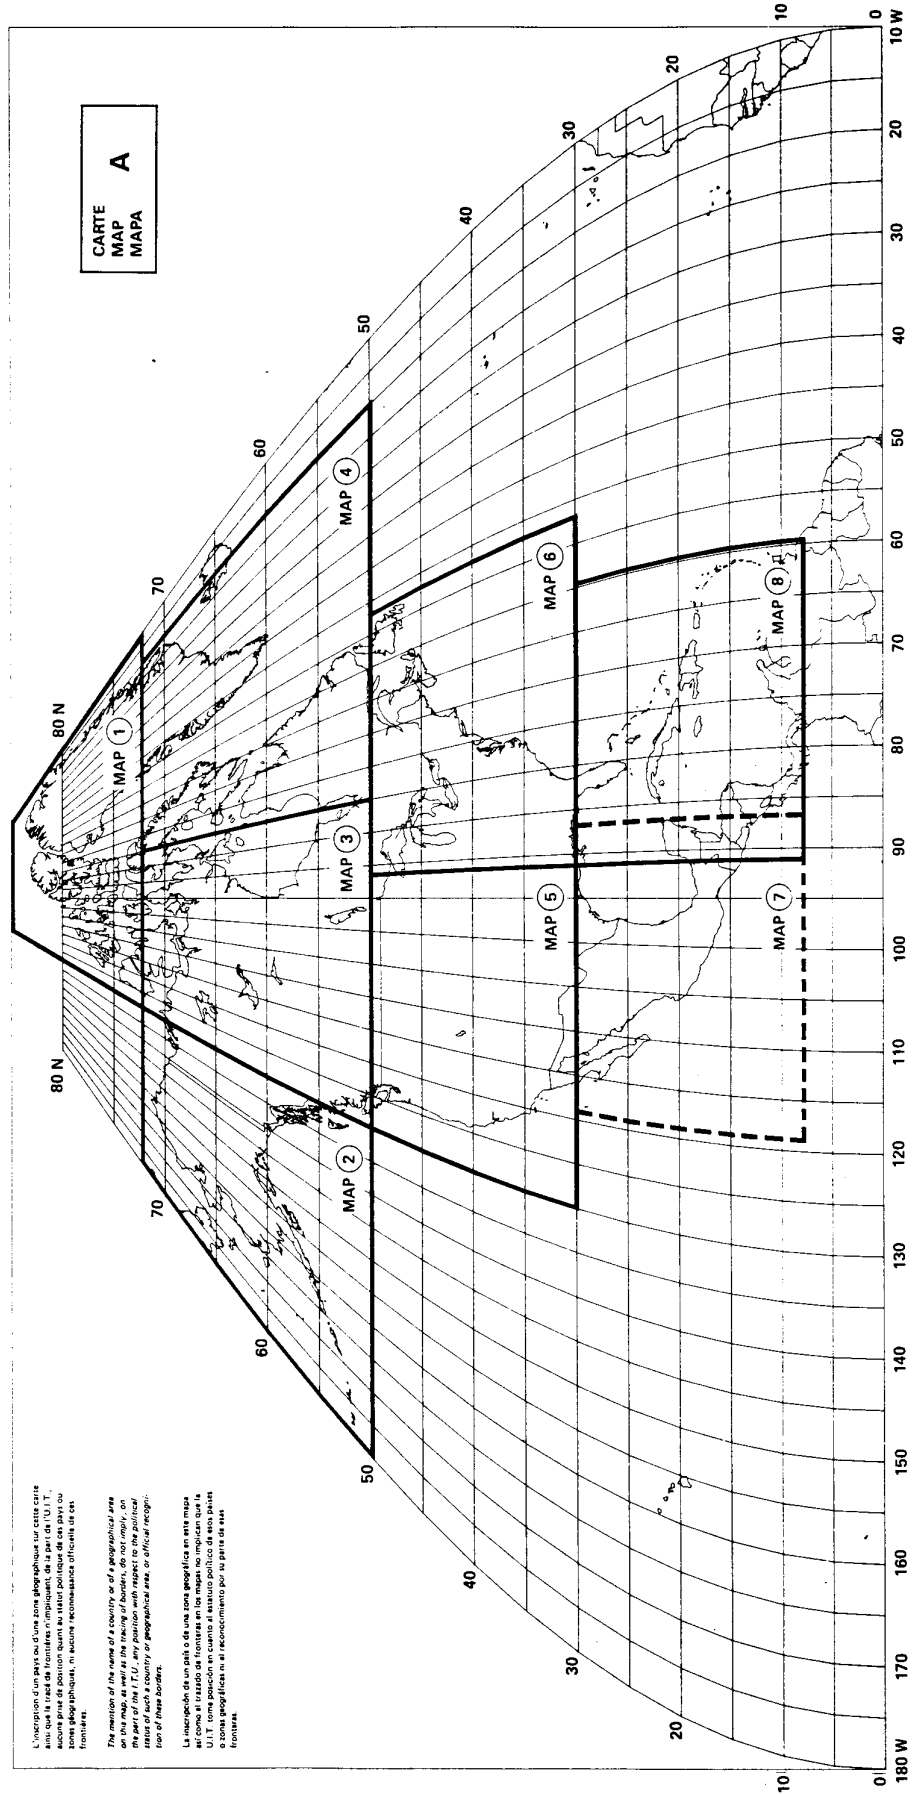 L'inscription d'un pays ou d'une zone géographique sur cette carte
ainsi que le tracé de frontières n'impliquent, de la part de l'U.I.T.,
aucune prise de position quant au statut politique de ces pays ou
zones géographiques, ni aucune reconnaissance officielle de ces
frontières.
The mention of the name of a country or of a geographical area
on this map, as well as the tracing of borders, do not imply, on
the part of the I.T.U., any position with respect to the political
status of such a country or geographical area, or official recogni-
tion of these borders.
La inscripción de un país o de una zona geográfica en este mapa
así como el trazado de fronteras en los mapas no implican que la
U.I.T. tome posición en cuanto al estatuto político de esos países
o zonas geográficas ni el reconocimiento por su parte de esas
fronteras.
CARTE
MAP
MAPA
A
80 N
80 N
70
70
60
60
50
50
40
40
30
30
20
20
10
10
0
0
MAP 1
MAP 2
MAP 3
MAP 4
MAP 5
MAP 6
MAP 7
MAP 8
180 W
170
160
150
140
130
120
110
100
90
80
70
60
50
40
30
20
10 W